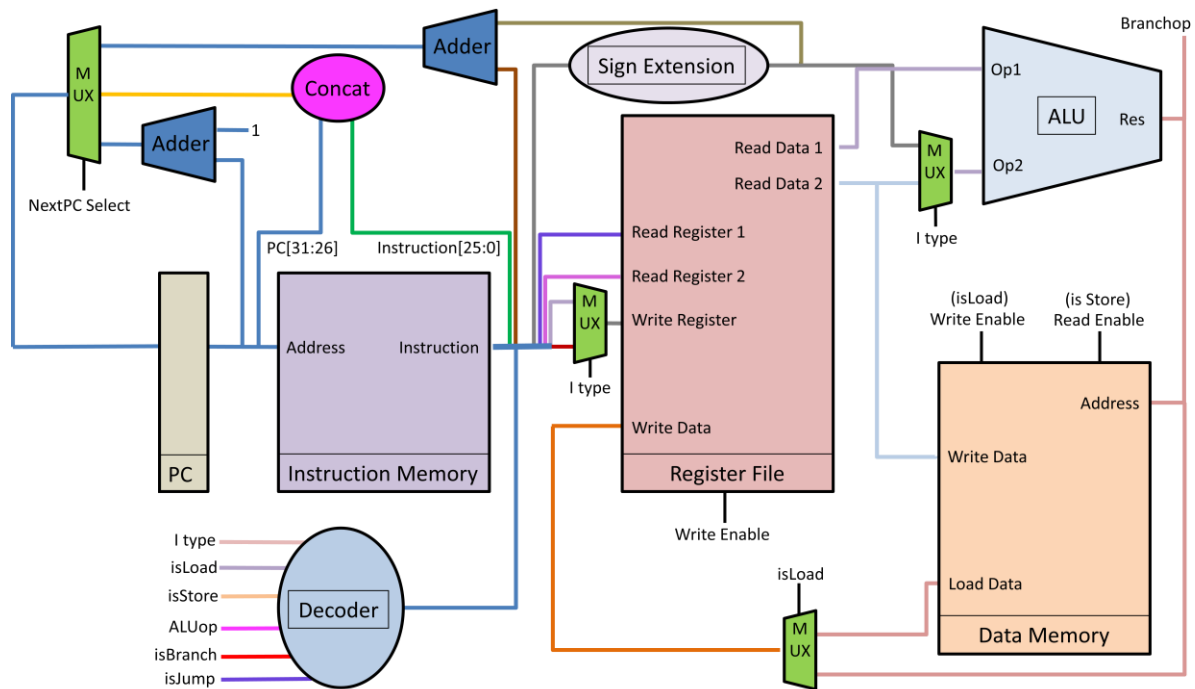 Branchop
Adder
M
UX
Sign Extension
Concat
Op1
ALU
Res
Op2
1
Adder
NextPC Select
Read Data 1
Read Data 2
M
UX
I type
PC[31:26]
Instruction[25:0]
Read Register 1
Read Register 2
M
UX
Write Register
I type
Address
Instruction
(isLoad)
Write Enable
(is Store)
Read Enable
Address
Write Data
Write Data
PC
Instruction Memory
Register File
Write Enable
I type
isLoad
isStore
ALUop
isBranch
isJump
Decoder
isLoad
M
UX
Load Data
Data Memory